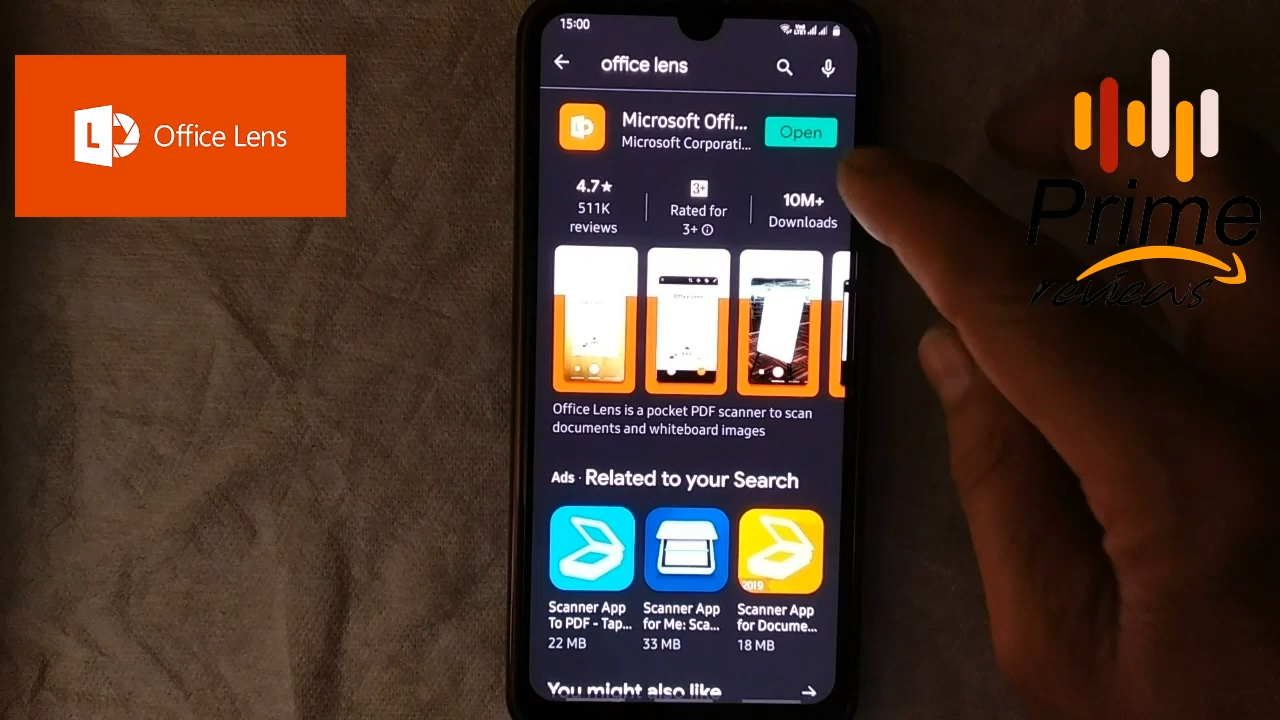 15:00
office lens
L Office Lens
Microsoft Offi...
Open
Microsoft Corporati...
4.7★
511K
reviews
3+
Rated for
3+
10M+
Downloads
Prime
reviews
Office Lens
Office Lens is a pocket PDF scanner to scan
documents and whiteboard images
Ads · Related to your Search
2019
Scanner App
To PDF - Tap...
22 MB
Scanner App
for Me: Sca...
33 MB
Scanner App
for Docume...
18 MB
You might also like